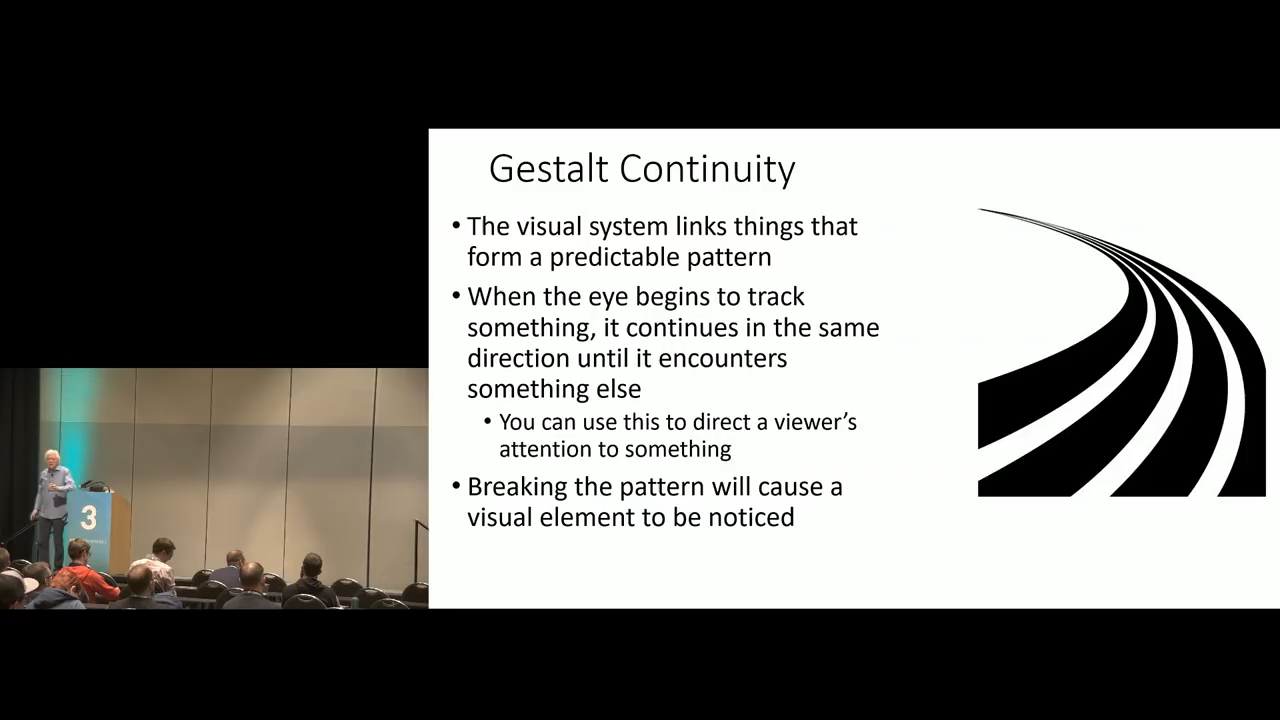 Gestalt Continuity
• The visual system links things that
form a predictable pattern
• When the eye begins to track
something, it continues in the same
direction until it encounters
something else
• You can use this to direct a viewer’s
attention to something
• Breaking the pattern will cause a
visual element to be noticed
3